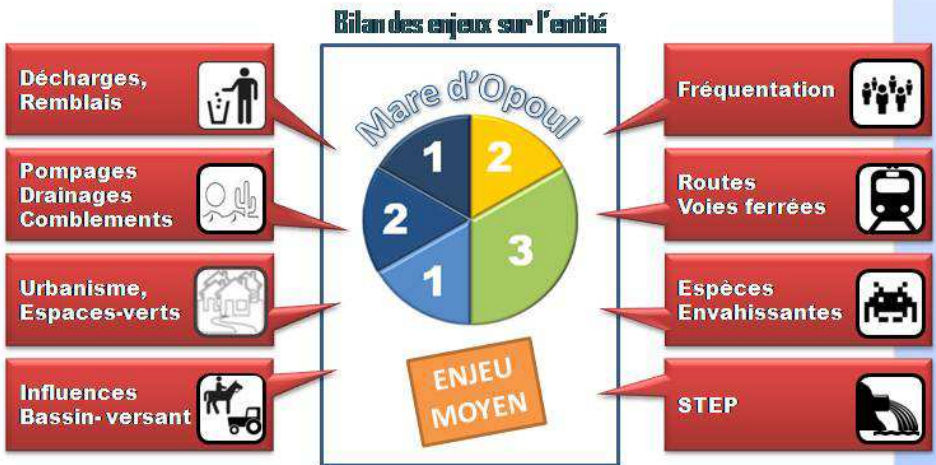 Bilan des enjeux sur l'entité
Décharges,
Remblais
Pompages
Drainages
Comblements
Urbanisme,
Espaces-verts
Influences
Bassin- versant
Mare d'Opoul
1
2
2
3
1
ENJEU
MOYEN
Fréquentation
Routes
Voies ferrées
Espèces
Envahissantes
STEP